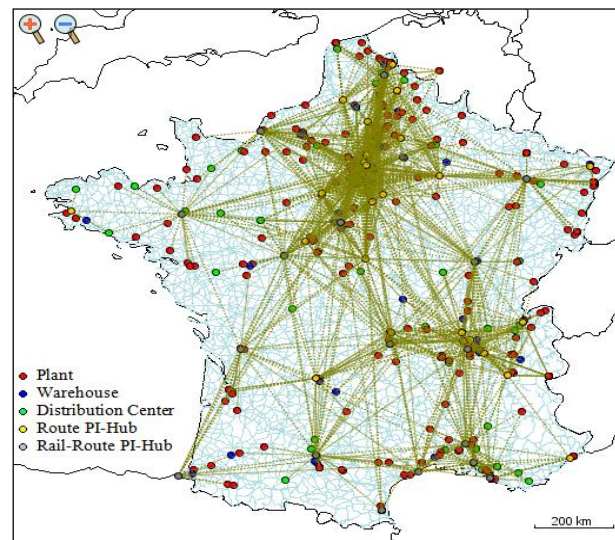 Plant
Warehouse
Distribution Center
Route PI-Hub
Rail-Route PI-Hub
200 km